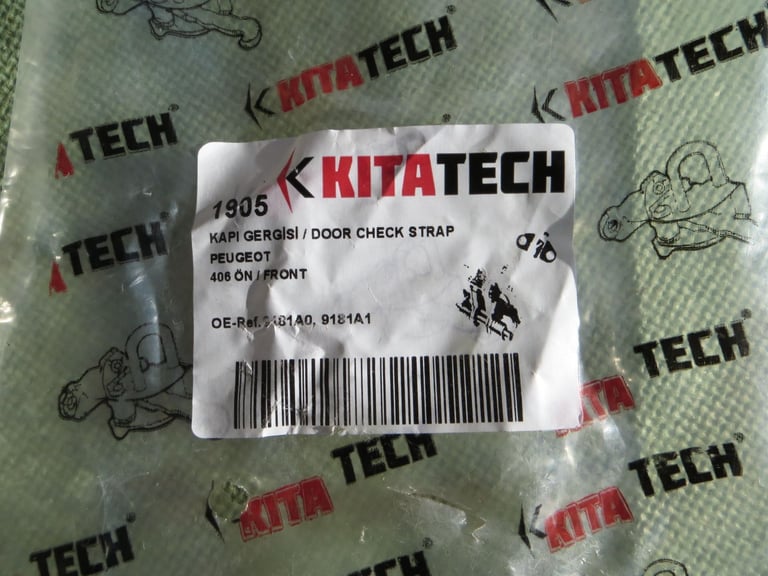 TECH
KITATECH
KITATECH
TECH
KITATECH
1905
KAPI GERGİSİ / DOOR CHECK STRAP
PEUGEOT
406 ÖN / FRONT
OE-Ref.9181A0, 9181A1
TECH
KITATECH
KITATECH
KITATECH
TECH